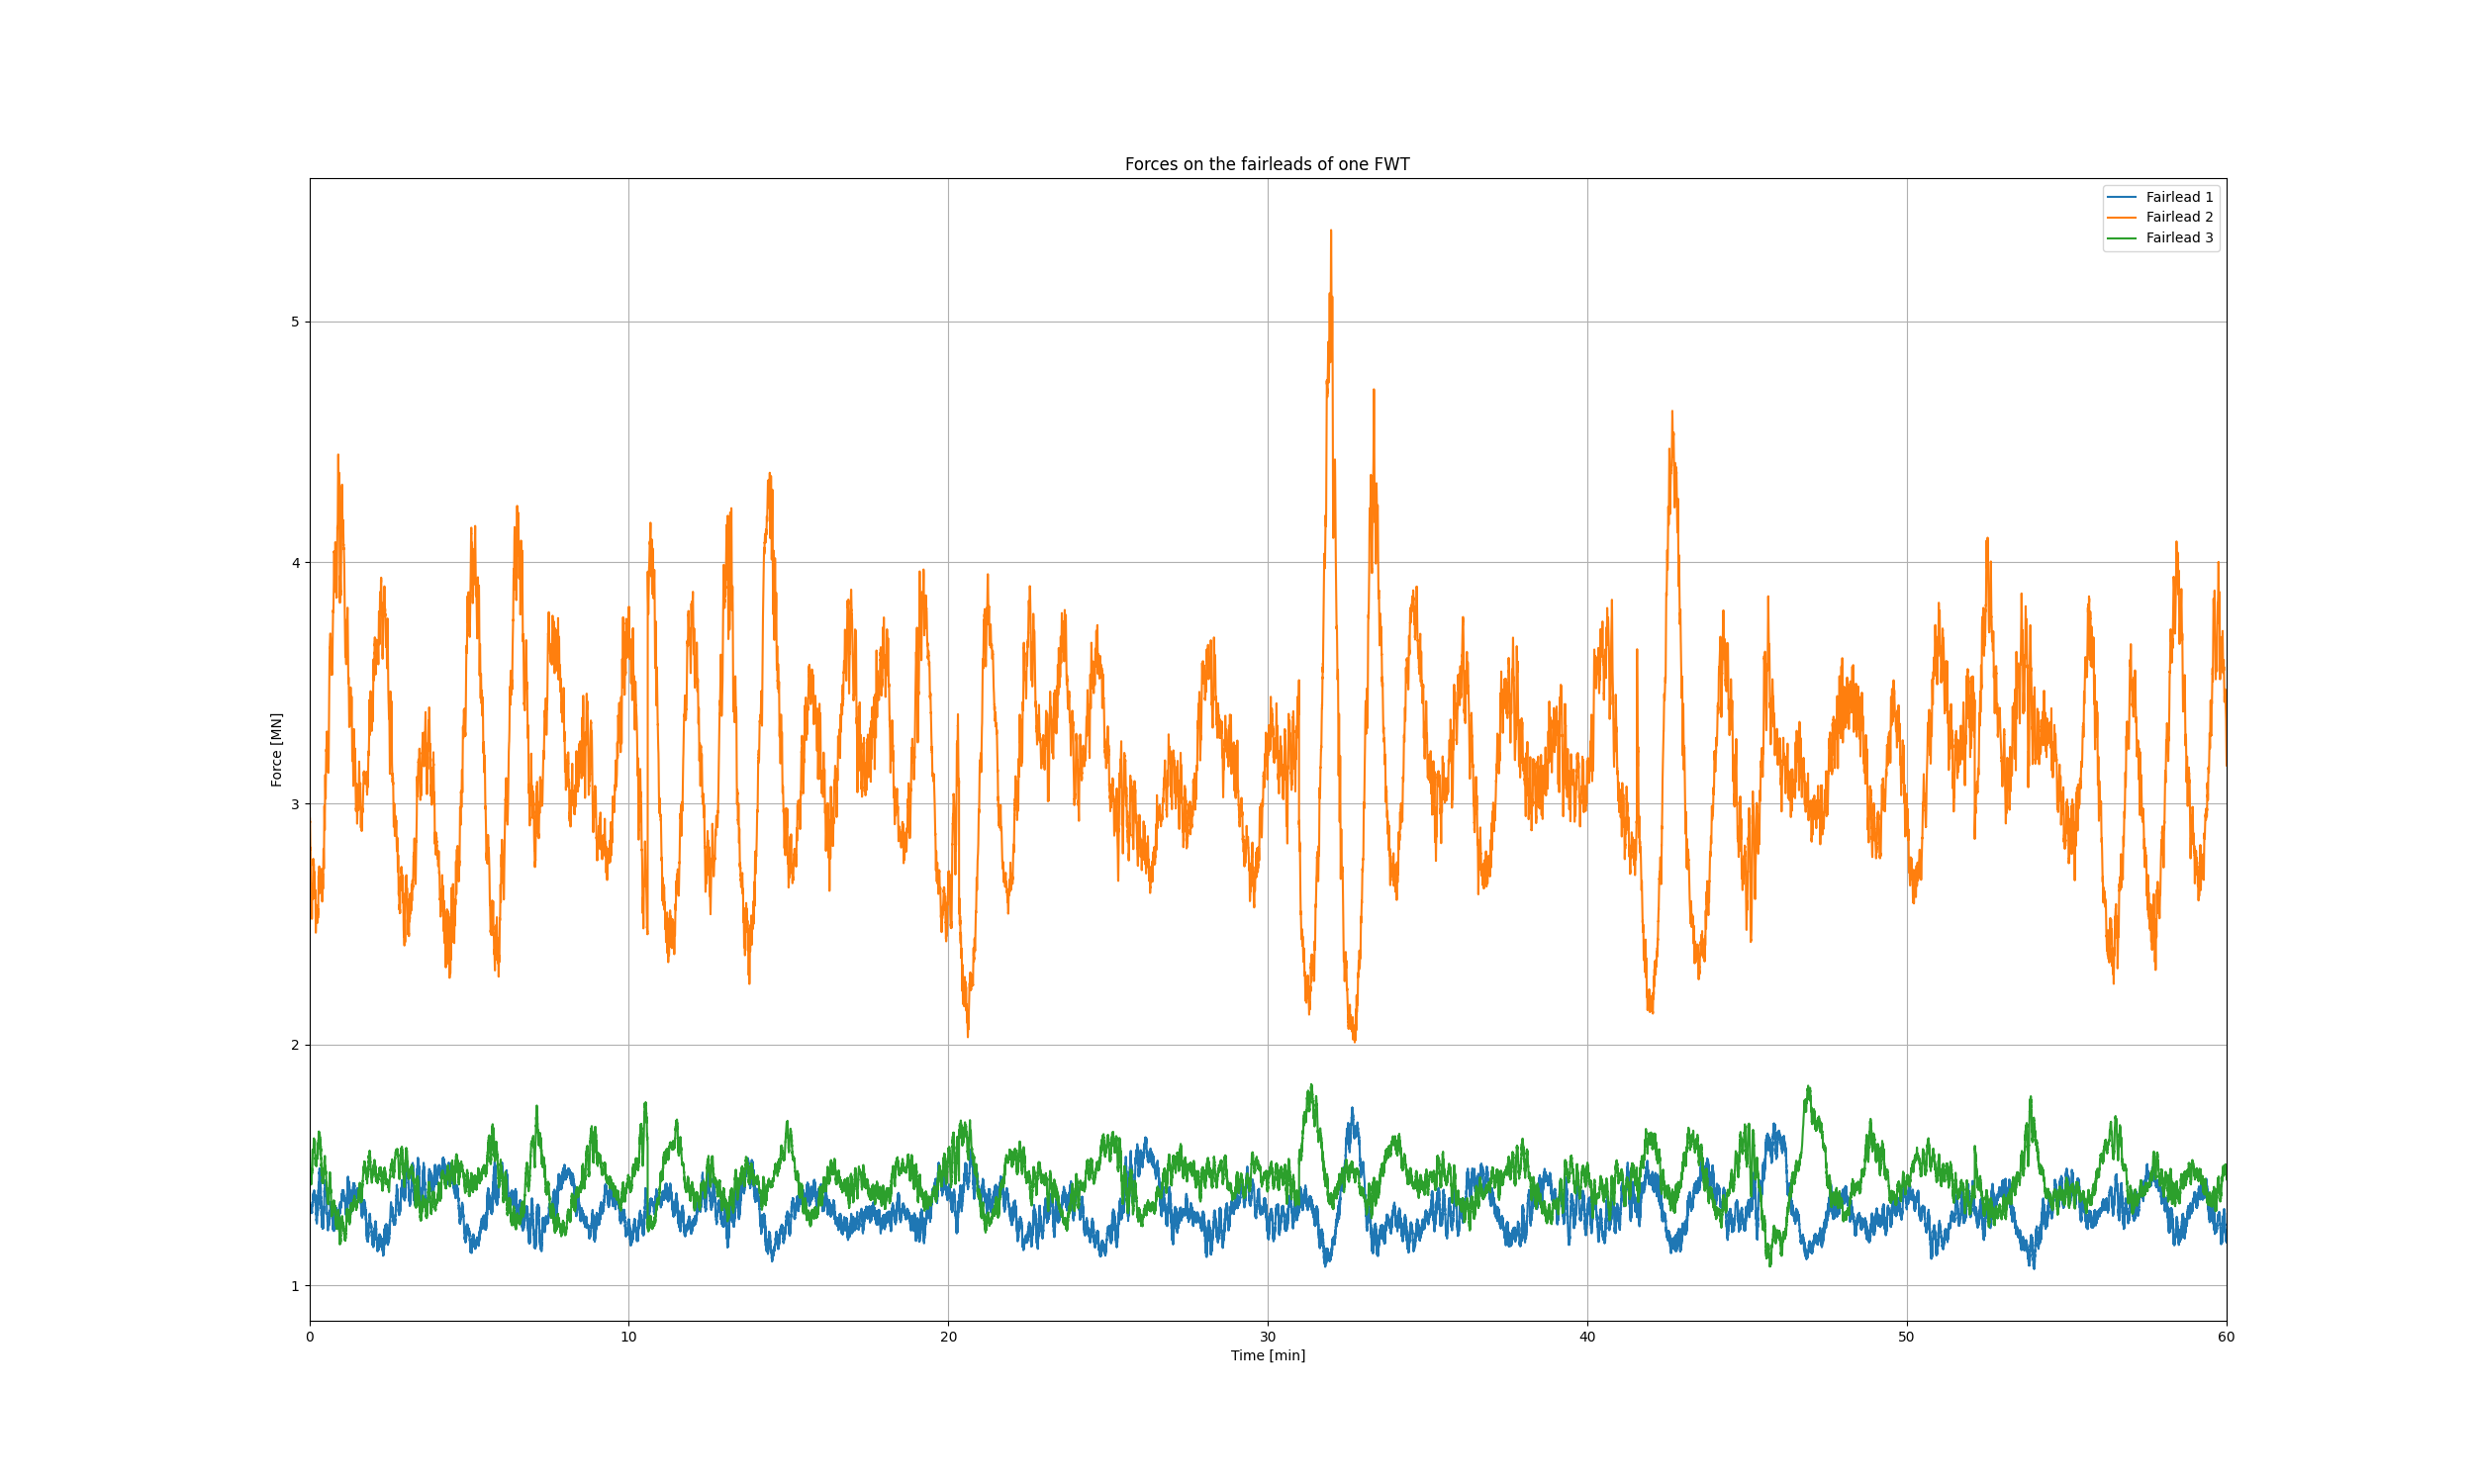 Forces on the fairleads of one FWT
Fairlead 1
Fairlead 2
Fairlead 3
Force [MN]
5
4
3
2
1
0 10 20 30 40 50 60
Time [min]